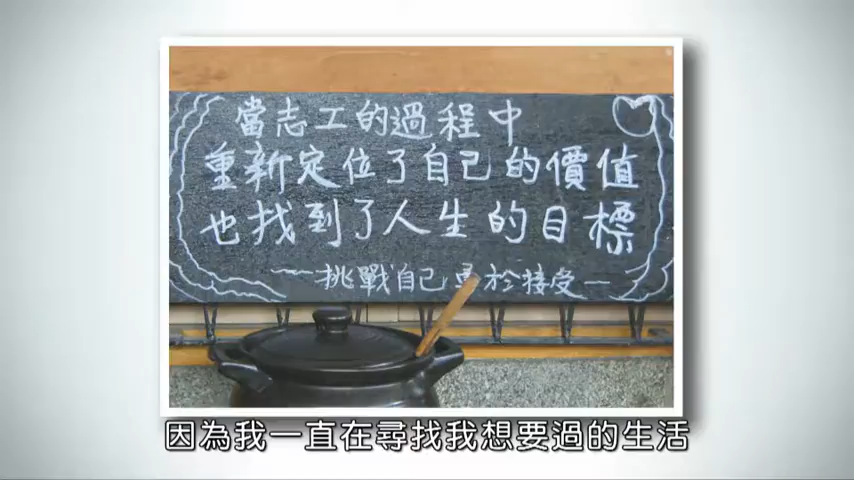 當志工的過程中
重新定位了自己的價值
也找到了人生的目標
挑戰自己勇於接受
因為我一直在尋找我想要過的生活